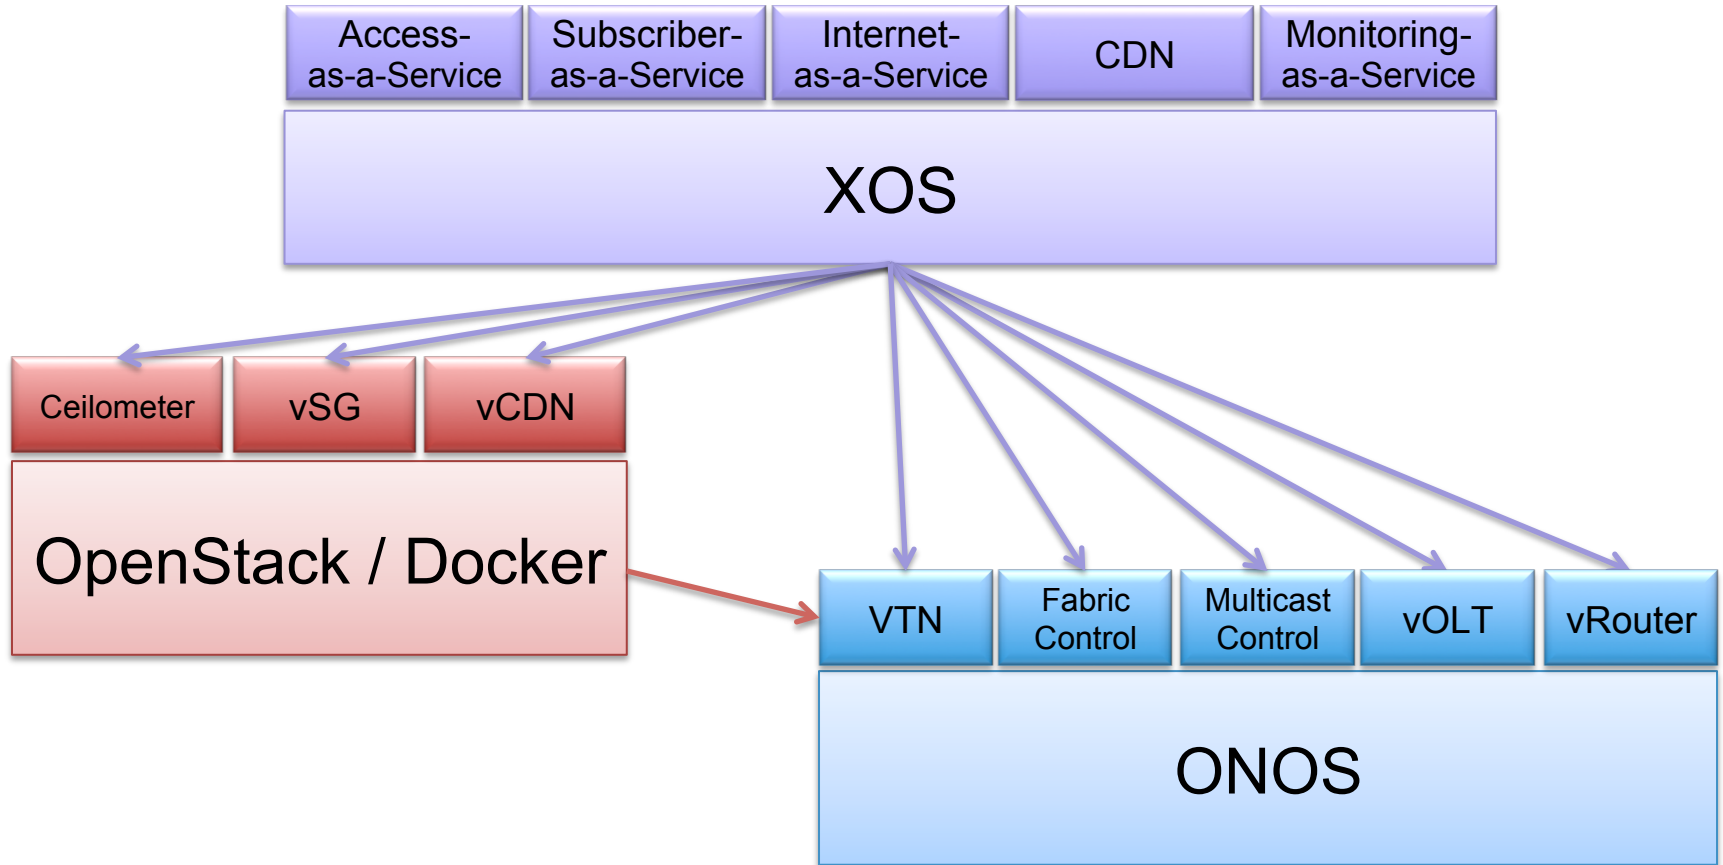 Access-
as-a-Service
Subscriber-
as-a-Service
Internet-
as-a-Service
CDN
Monitoring-
as-a-Service
XOS
Ceilometer
vSG
vCDN
OpenStack / Docker
VTN
Fabric
Control
Multicast
Control
vOLT
vRouter
ONOS